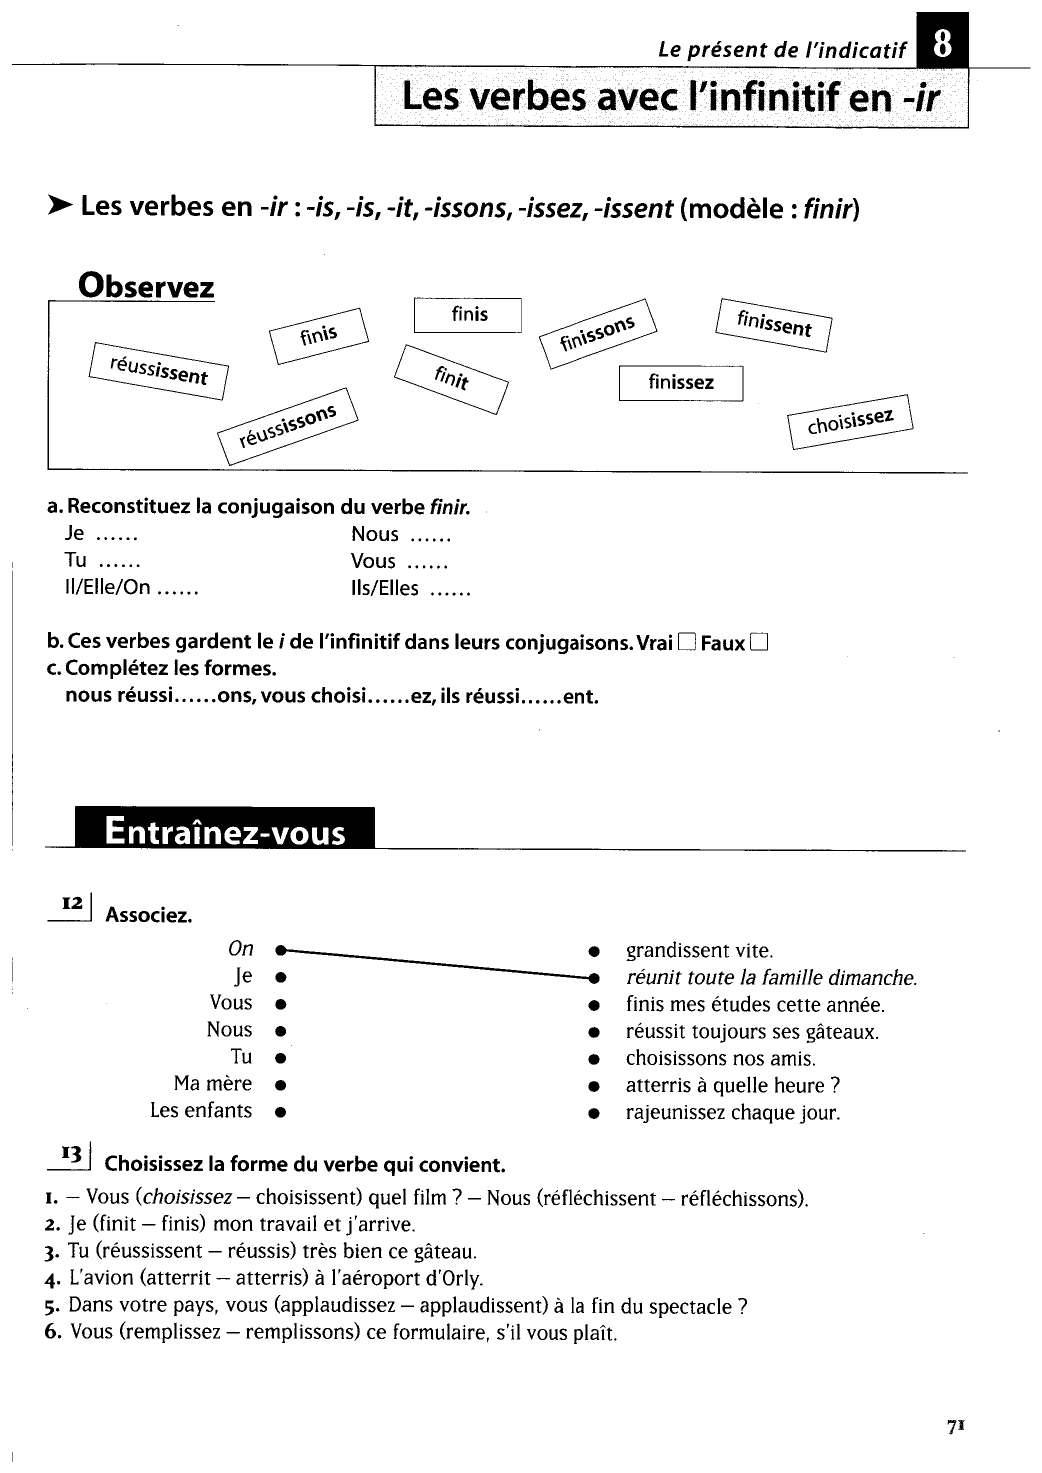 Le présent de l'indicatif 8
Les verbes avec l'infinitif en -ir
➤ Les verbes en -ir : -is, -is, -it, -issons, -issez, -issent (modèle : finir)
Observez
finis
finis
finissons
finissent
réussissent
finit
finissez
réussissons
choisissez
a. Reconstituez la conjugaison du verbe finir.
Je ...... Nous ......
Tu ...... Vous ......
Il/Elle/On ...... Ils/Elles ......
b. Ces verbes gardent le i de l'infinitif dans leurs conjugaisons. Vrai □ Faux □
c. Complétez les formes.
nous réussi......ons, vous choisi......ez, ils réussi......ent.
Entraînez-vous
12 Associez.
On • • grandissent vite.
Je • • réunit toute la famille dimanche.
Vous • • finis mes études cette année.
Nous • • réussit toujours ses gâteaux.
Tu • • choisissons nos amis.
Ma mère • • atterris à quelle heure ?
Les enfants • • rajeunissez chaque jour.
13 Choisissez la forme du verbe qui convient.
1. – Vous (choisissez – choisissent) quel film ? – Nous (réfléchissent – réfléchissons).
2. Je (finit – finis) mon travail et j'arrive.
3. Tu (réussissent – réussis) très bien ce gâteau.
4. L'avion (atterrit – atterris) à l'aéroport d'Orly.
5. Dans votre pays, vous (applaudissez – applaudissent) à la fin du spectacle ?
6. Vous (remplissez – remplissons) ce formulaire, s'il vous plaît.
71